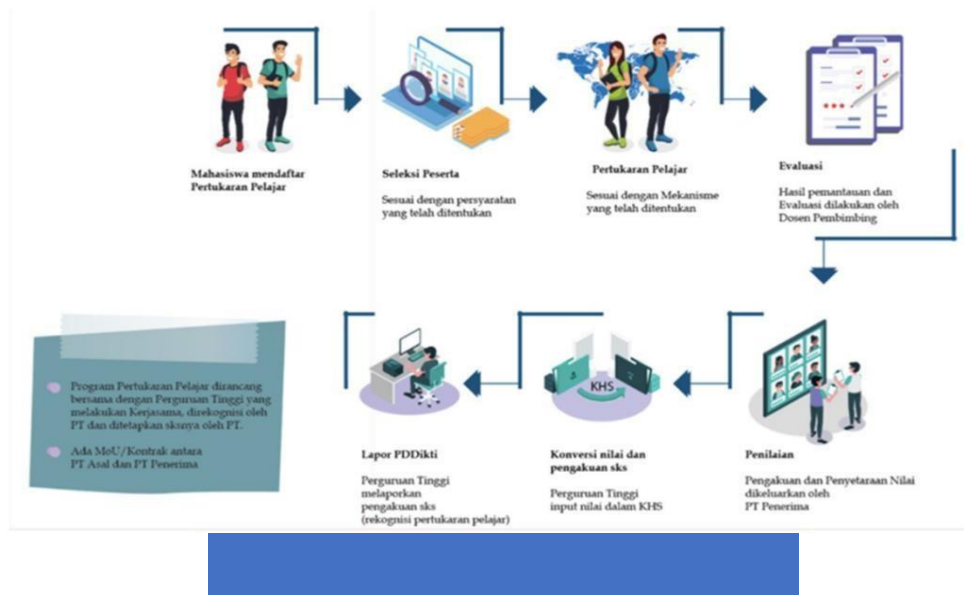 Mahasiswa mendaftar
Pertukaran Pelajar
Seleksi Peserta
Sesuai dengan persyaratan
yang telah ditentukan
Pertukaran Pelajar
Sesuai dengan Mekanisme
yang telah ditentukan
Evaluasi
Hasil pemantauan dan
Evaluasi dilakukan oleh
Dosen Pembimbing
Penilaian
Pengakuan dan Penyetaraan Nilai
dikeluarkan oleh
PT Penerima
KHS
Konversi nilai dan
pengakuan sks
Perguruan Tinggi
input nilai dalam KHS
Lapor PDDikti
Perguruan Tinggi
melaporkan
pengakuan sks
(rekognisi pertukaran pelajar)
Program Pertukaran Pelajar dirancang
bersama dengan Perguruan Tinggi yang
melakukan Kerjasama, direkognisi oleh
PT dan ditetapkan sksnya oleh PT.
Ada MoU/Kontrak antara
PT Asal dan PT Penerima